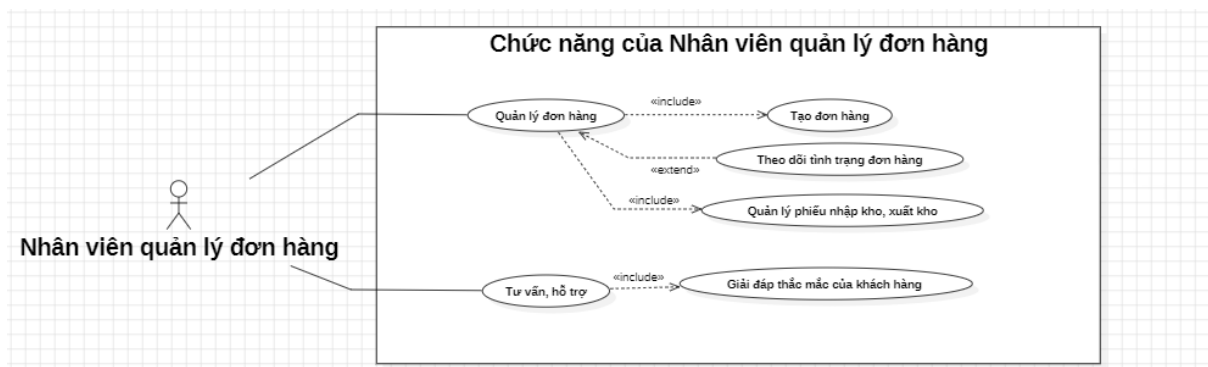 Chức năng của Nhân viên quản lý đơn hàng
«include»
Quản lý đơn hàng
Tạo đơn hàng
Theo dõi tình trạng đơn hàng
«extend»
«include»
Quản lý phiếu nhập kho, xuất kho
Nhân viên quản lý đơn hàng
«include»
Tư vấn, hỗ trợ
Giải đáp thắc mắc của khách hàng